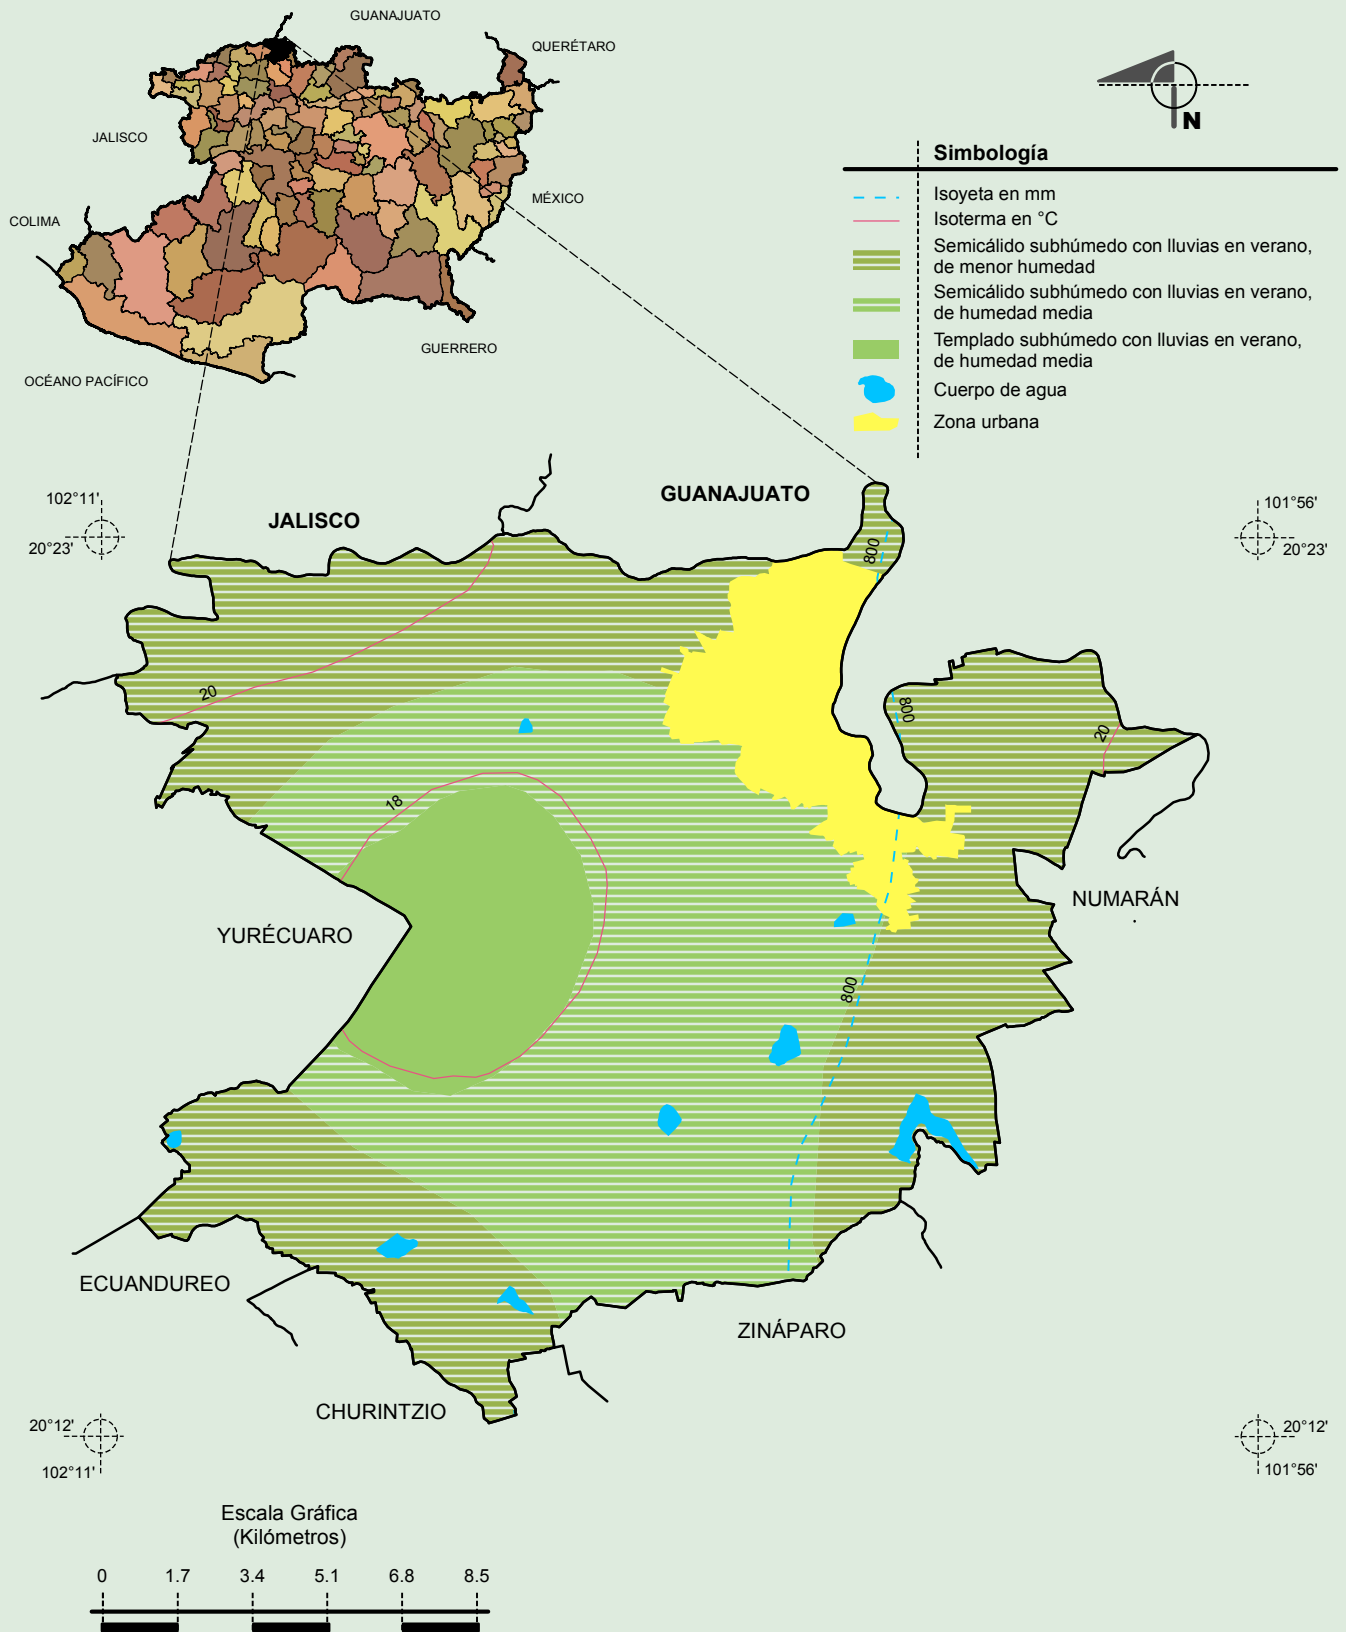 GUANAJUATO
QUERÉTARO
JALISCO
MÉXICO
COLIMA
GUERRERO
OCÉANO PACÍFICO
N
Simbología
Isoyeta en mm
Isoterma en °C
Semicálido subhúmedo con lluvias en verano,
de menor humedad
Semicálido subhúmedo con lluvias en verano,
de humedad media
Templado subhúmedo con lluvias en verano,
de humedad media
Cuerpo de agua
Zona urbana
102°11'
20°23'
JALISCO
GUANAJUATO
101°56'
20°23'
800
20
800
20
18
NUMARÁN
YURÉCUARO
800
ECUANDUREO
ZINÁPARO
CHURINTZIO
20°12'
102°11'
20°12'
101°56'
Escala Gráfica
(Kilómetros)
0 1.7 3.4 5.1 6.8 8.5